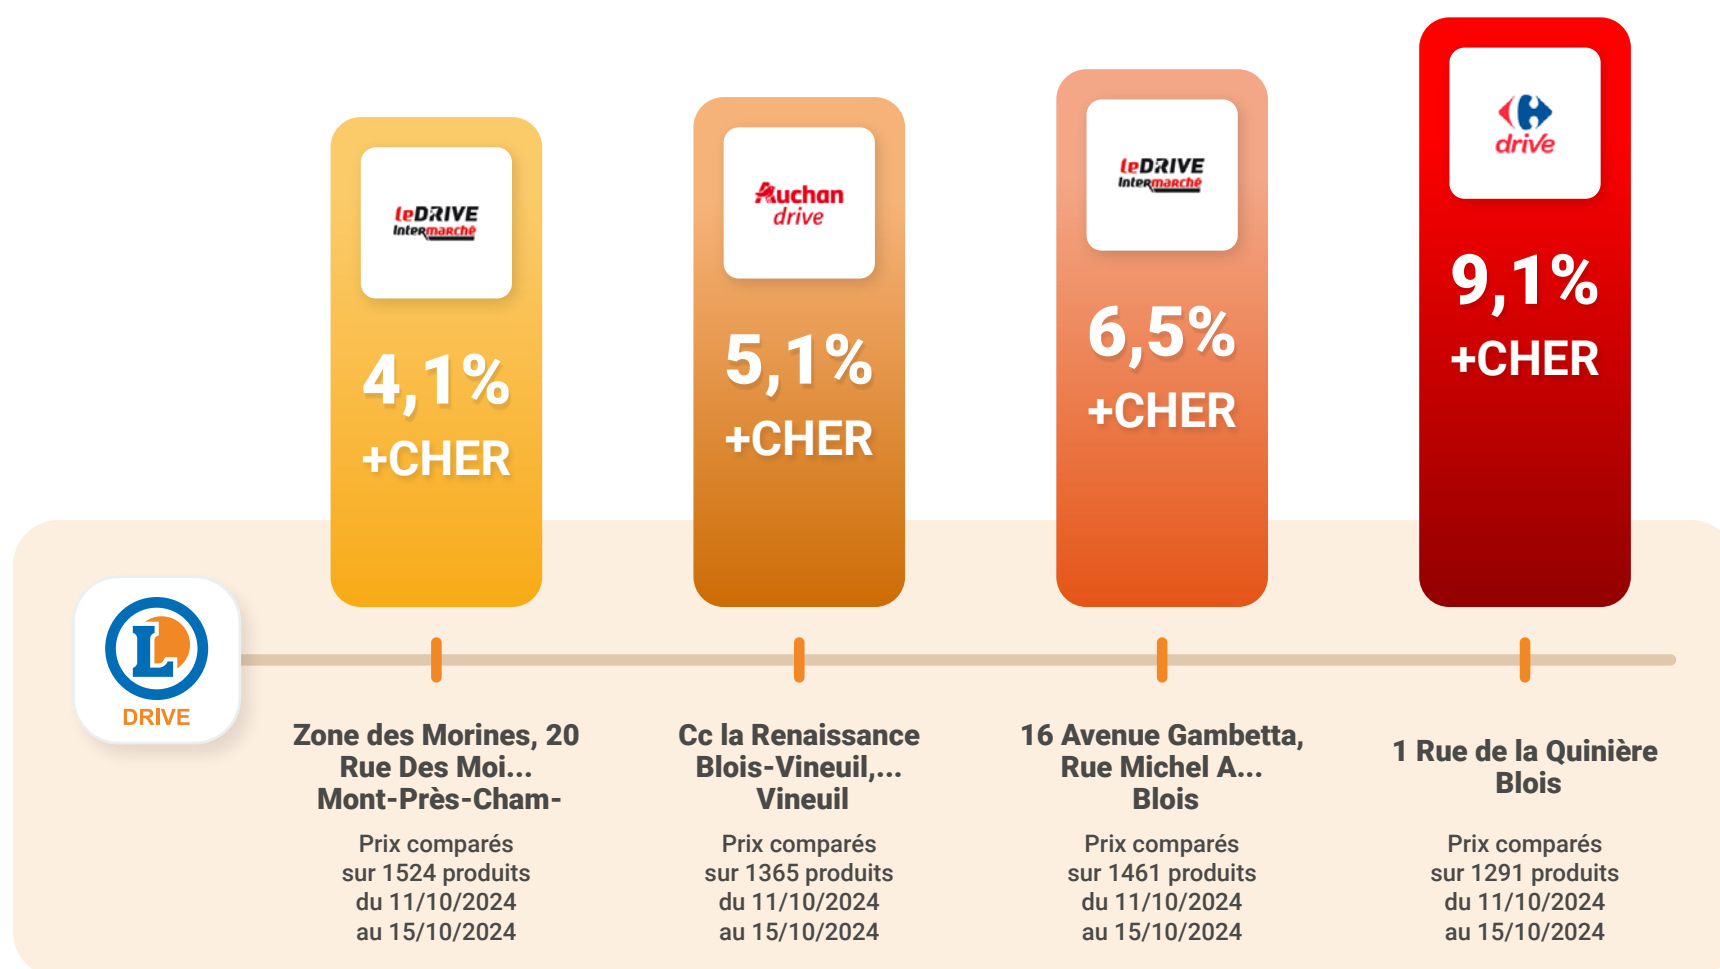 leDRIVE
Intermarché
4,1%
+CHER
Auchan
drive
5,1%
+CHER
leDRIVE
Intermarché
6,5%
+CHER
drive
9,1%
+CHER
L
DRIVE
Zone des Morines, 20
Rue Des Moi...
Mont-Près-Cham-
Prix comparés
sur 1524 produits
du 11/10/2024
au 15/10/2024
Cc la Renaissance
Blois-Vineuil,...
Vineuil
Prix comparés
sur 1365 produits
du 11/10/2024
au 15/10/2024
16 Avenue Gambetta,
Rue Michel A...
Blois
Prix comparés
sur 1461 produits
du 11/10/2024
au 15/10/2024
1 Rue de la Quinière
Blois
Prix comparés
sur 1291 produits
du 11/10/2024
au 15/10/2024